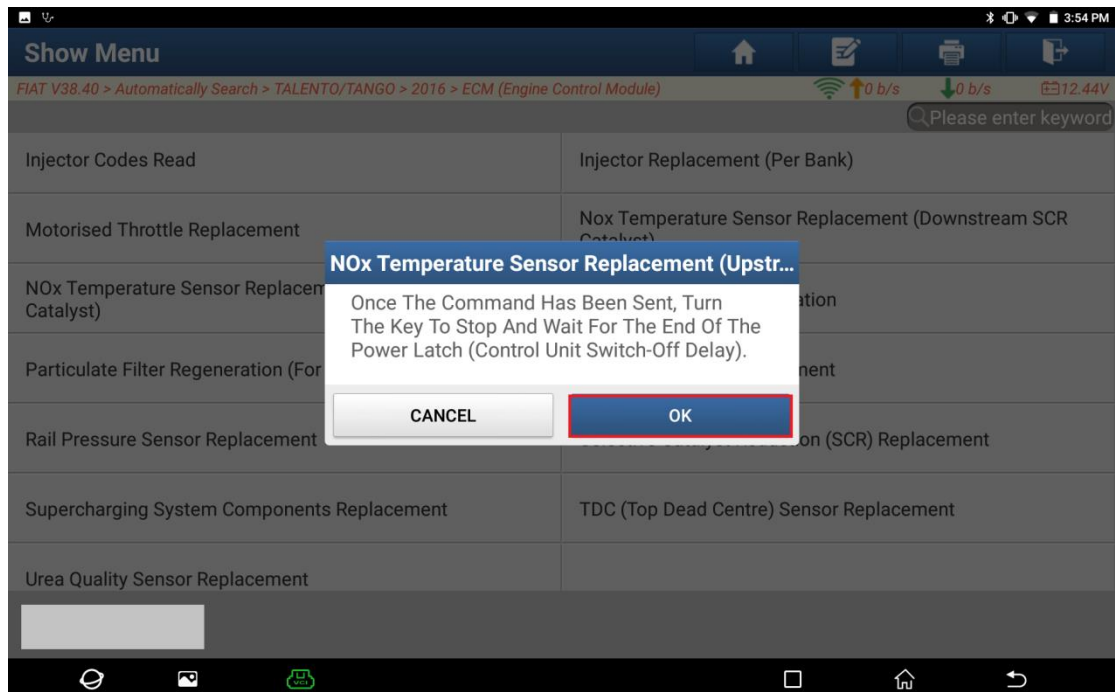 3:54 PM
Show Menu
FIAT V38.40 > Automatically Search > TALENTO/TANGO > 2016 > ECM (Engine Control Module)
0 b/s
0 b/s
12.44V
Please enter keyword
Injector Codes Read
Injector Replacement (Per Bank)
Motorised Throttle Replacement
Nox Temperature Sensor Replacement (Downstream SCR
Catalyst)
NOx Temperature Sensor Replacem
Catalyst)
NOx Temperature Sensor Replacement (Upstr...
Once The Command Has Been Sent, Turn
The Key To Stop And Wait For The End Of The
Power Latch (Control Unit Switch-Off Delay).
CANCEL
OK
Particulate Filter Regeneration (For
Rail Pressure Sensor Replacement
(SCR) Replacement
Supercharging System Components Replacement
TDC (Top Dead Centre) Sensor Replacement
Urea Quality Sensor Replacement
VCI